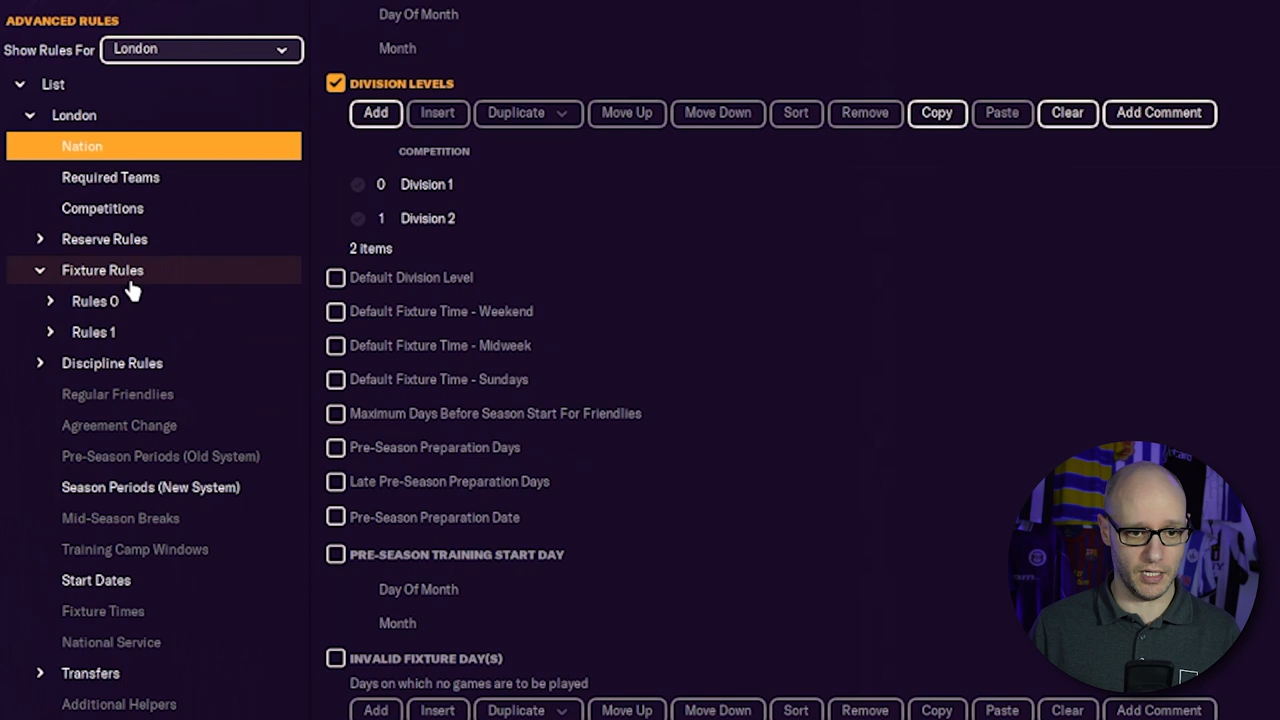 ADVANCED RULES
Show Rules For London
List
London
Nation
Required Teams
Competitions
Reserve Rules
Fixture Rules
Rules 0
Rules 1
Discipline Rules
Regular Friendlies
Agreement Change
Pre-Season Periods (Old System)
Season Periods (New System)
Mid-Season Breaks
Training Camp Windows
Start Dates
Fixture Times
National Service
Transfers
Additional Helpers
Day Of Month
Month
DIVISION LEVELS
Add Insert Duplicate Move Up Move Down Sort Remove Copy Paste Clear Add Comment
COMPETITION
0 Division 1
1 Division 2
2 items
Default Division Level
Default Fixture Time - Weekend
Default Fixture Time - Midweek
Default Fixture Time - Sundays
Maximum Days Before Season Start For Friendlies
Pre-Season Preparation Days
Late Pre-Season Preparation Days
Pre-Season Preparation Date
PRE-SEASON TRAINING START DAY
Day Of Month
Month
INVALID FIXTURE DAY(S)
Days on which no games are to be played
Add Insert Duplicate Move Up Move Down Sort Remove Copy Paste Clear Add Comment